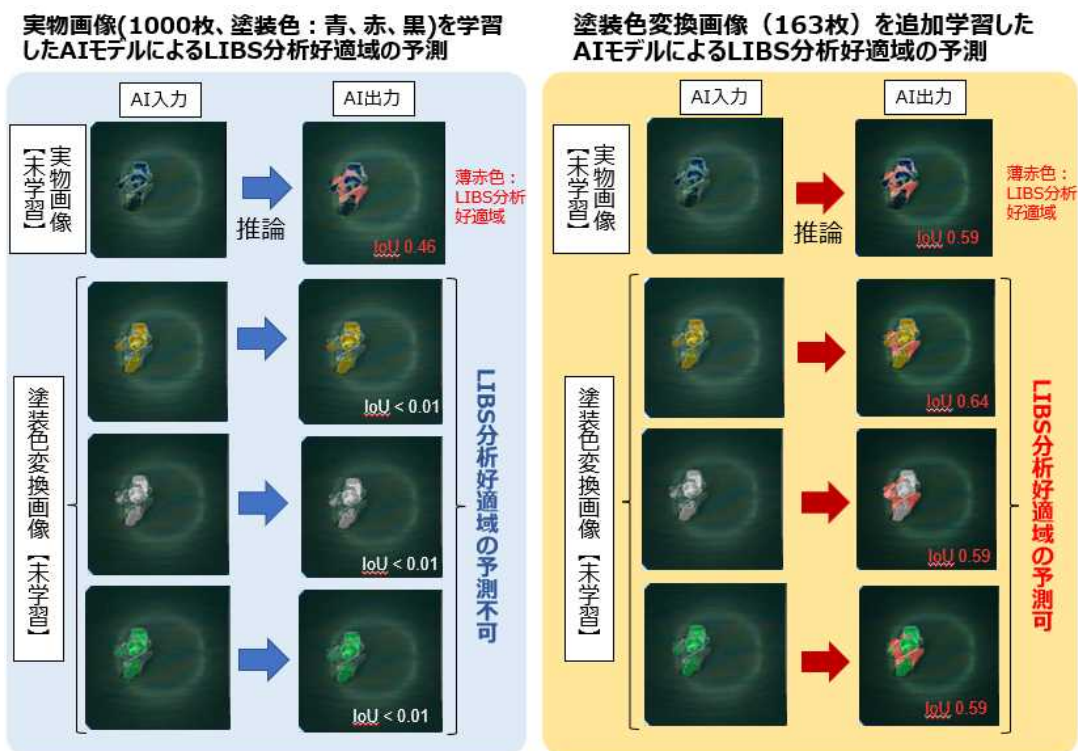 実物画像(1000枚、塗装色：青、赤、黒)を学習
したAIモデルによるLIBS分析好適域の予測
AI入力
AI出力
実物画像
【未学習】
推論
薄赤色：
LIBS分析
好適域
IoU 0.46
塗装色変換画像【未学習】
IoU < 0.01
IoU < 0.01
IoU < 0.01
LIBS分析好適域の予測不可
塗装色変換画像（163枚）を追加学習した
AIモデルによるLIBS分析好適域の予測
AI入力
AI出力
実物画像
【未学習】
推論
薄赤色：
LIBS分析
好適域
IoU 0.59
塗装色変換画像【未学習】
IoU 0.64
IoU 0.59
IoU 0.59
LIBS分析好適域の予測可